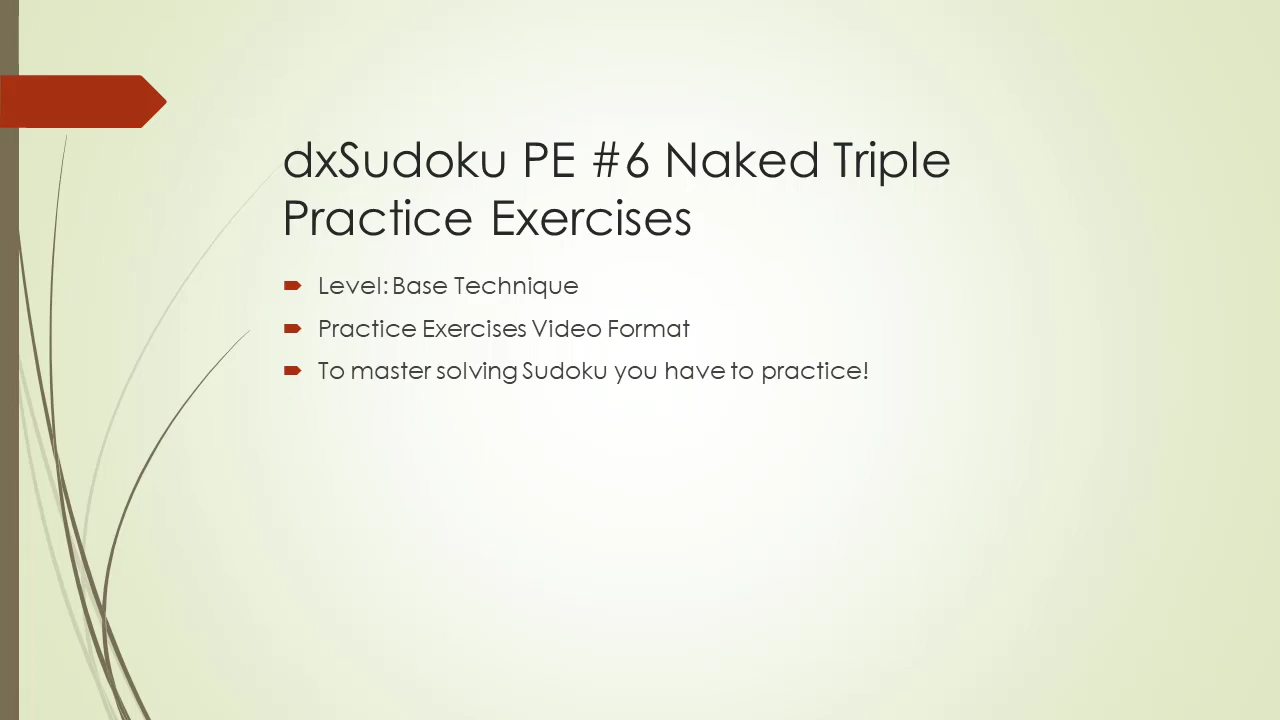 dxSudoku PE #6 Naked Triple
Practice Exercises
Level: Base Technique
Practice Exercises Video Format
To master solving Sudoku you have to practice!